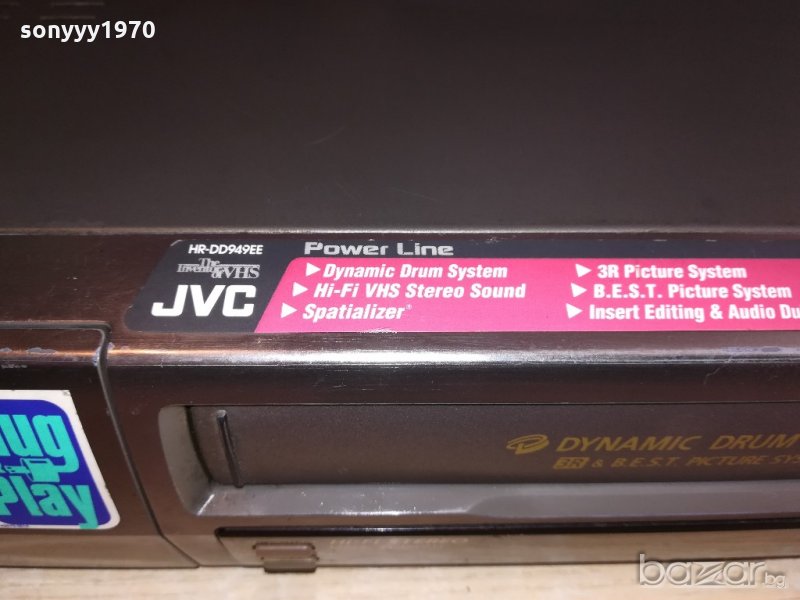 sonyyy1970
HR-DD949EE
Power Line
The
Inventor
of VHS
JVC
▶ Dynamic Drum System
▶ Hi-Fi VHS Stereo Sound
▶ Spatializer®
▶ 3R Picture System
▶ B.E.S.T. Picture System
▶ Insert Editing & Audio Du
lug
&
Play
DYNAMIC DRUM
3R & B.E.S.T. PICTURE SYS
bazar.bg